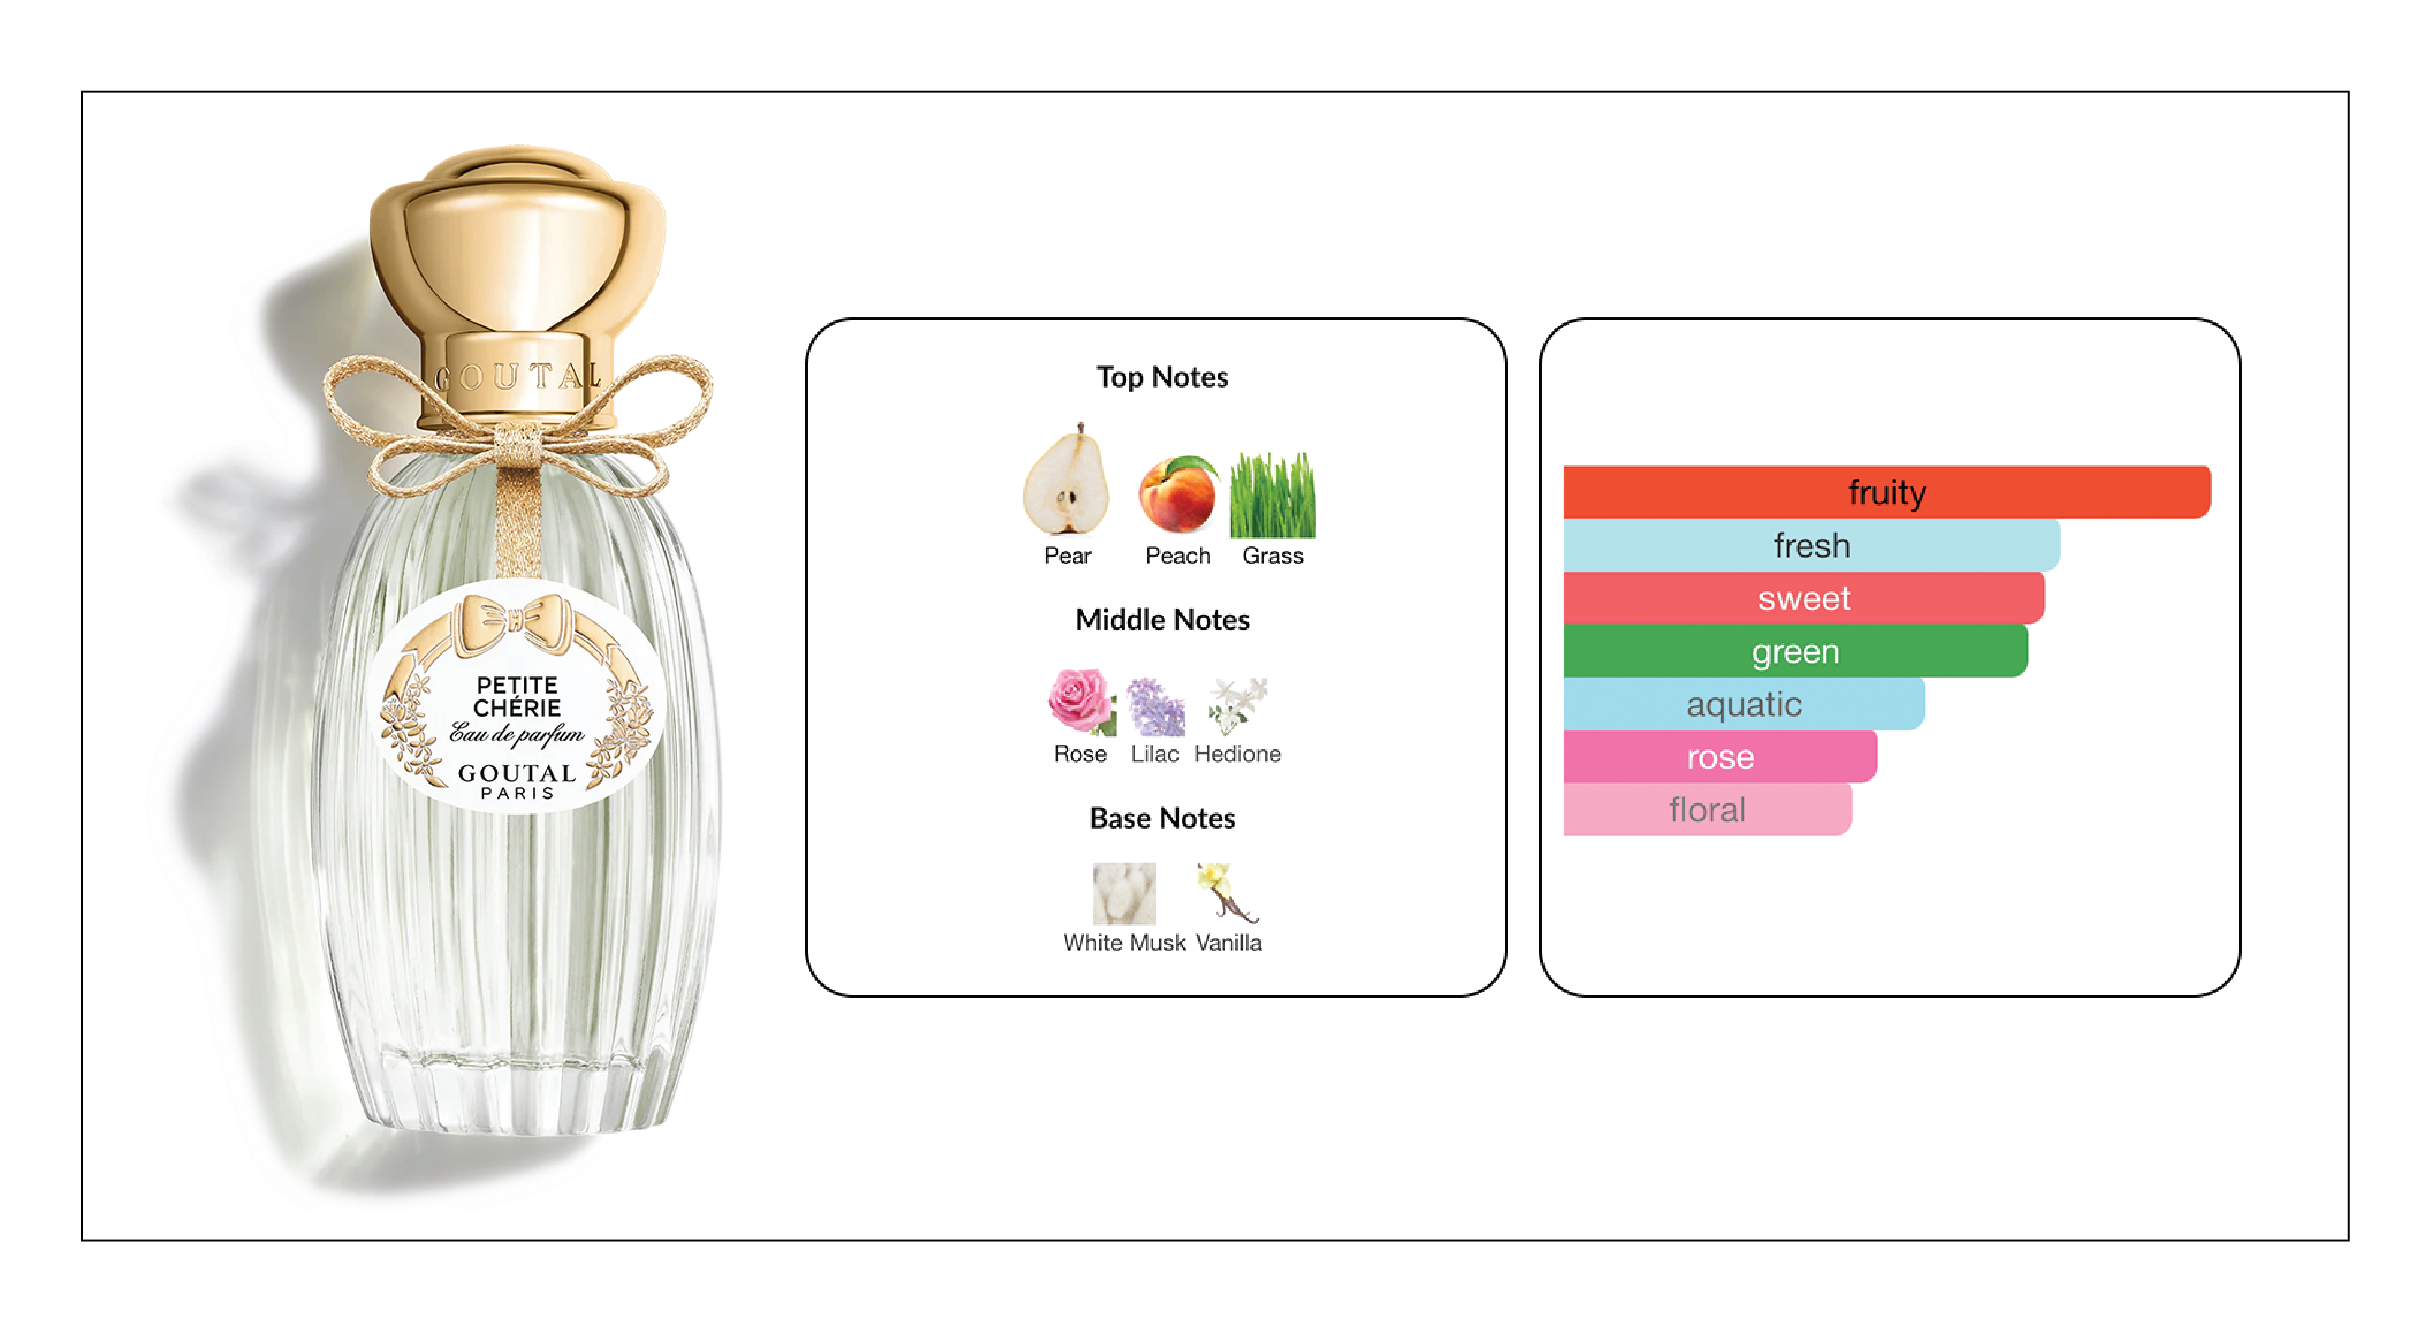 GOUTAL
PETITE
CHÉRIE
Eau de parfum
GOUTAL
PARIS
Top Notes
Pear Peach Grass
Middle Notes
Rose Lilac Hedione
Base Notes
White Musk Vanilla
fruity
fresh
sweet
green
aquatic
rose
floral